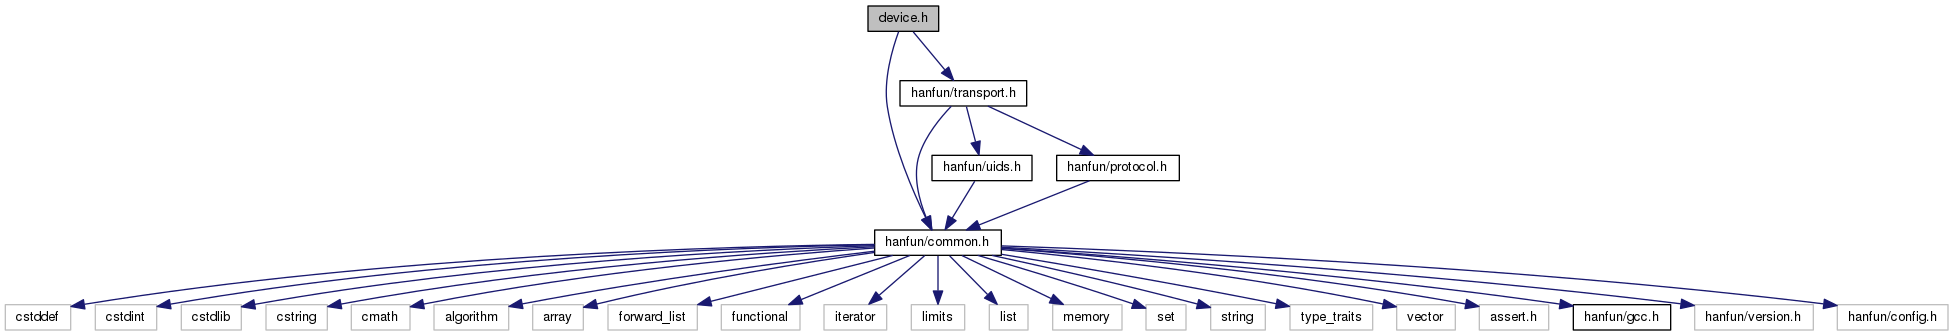 device.h
hanfun/transport.h
hanfun/uids.h
hanfun/protocol.h
hanfun/common.h
cstddef
cstdint
cstdlib
cstring
cmath
algorithm
array
forward_list
functional
iterator
limits
list
memory
set
string
type_traits
vector
assert.h
hanfun/gcc.h
hanfun/version.h
hanfun/config.h